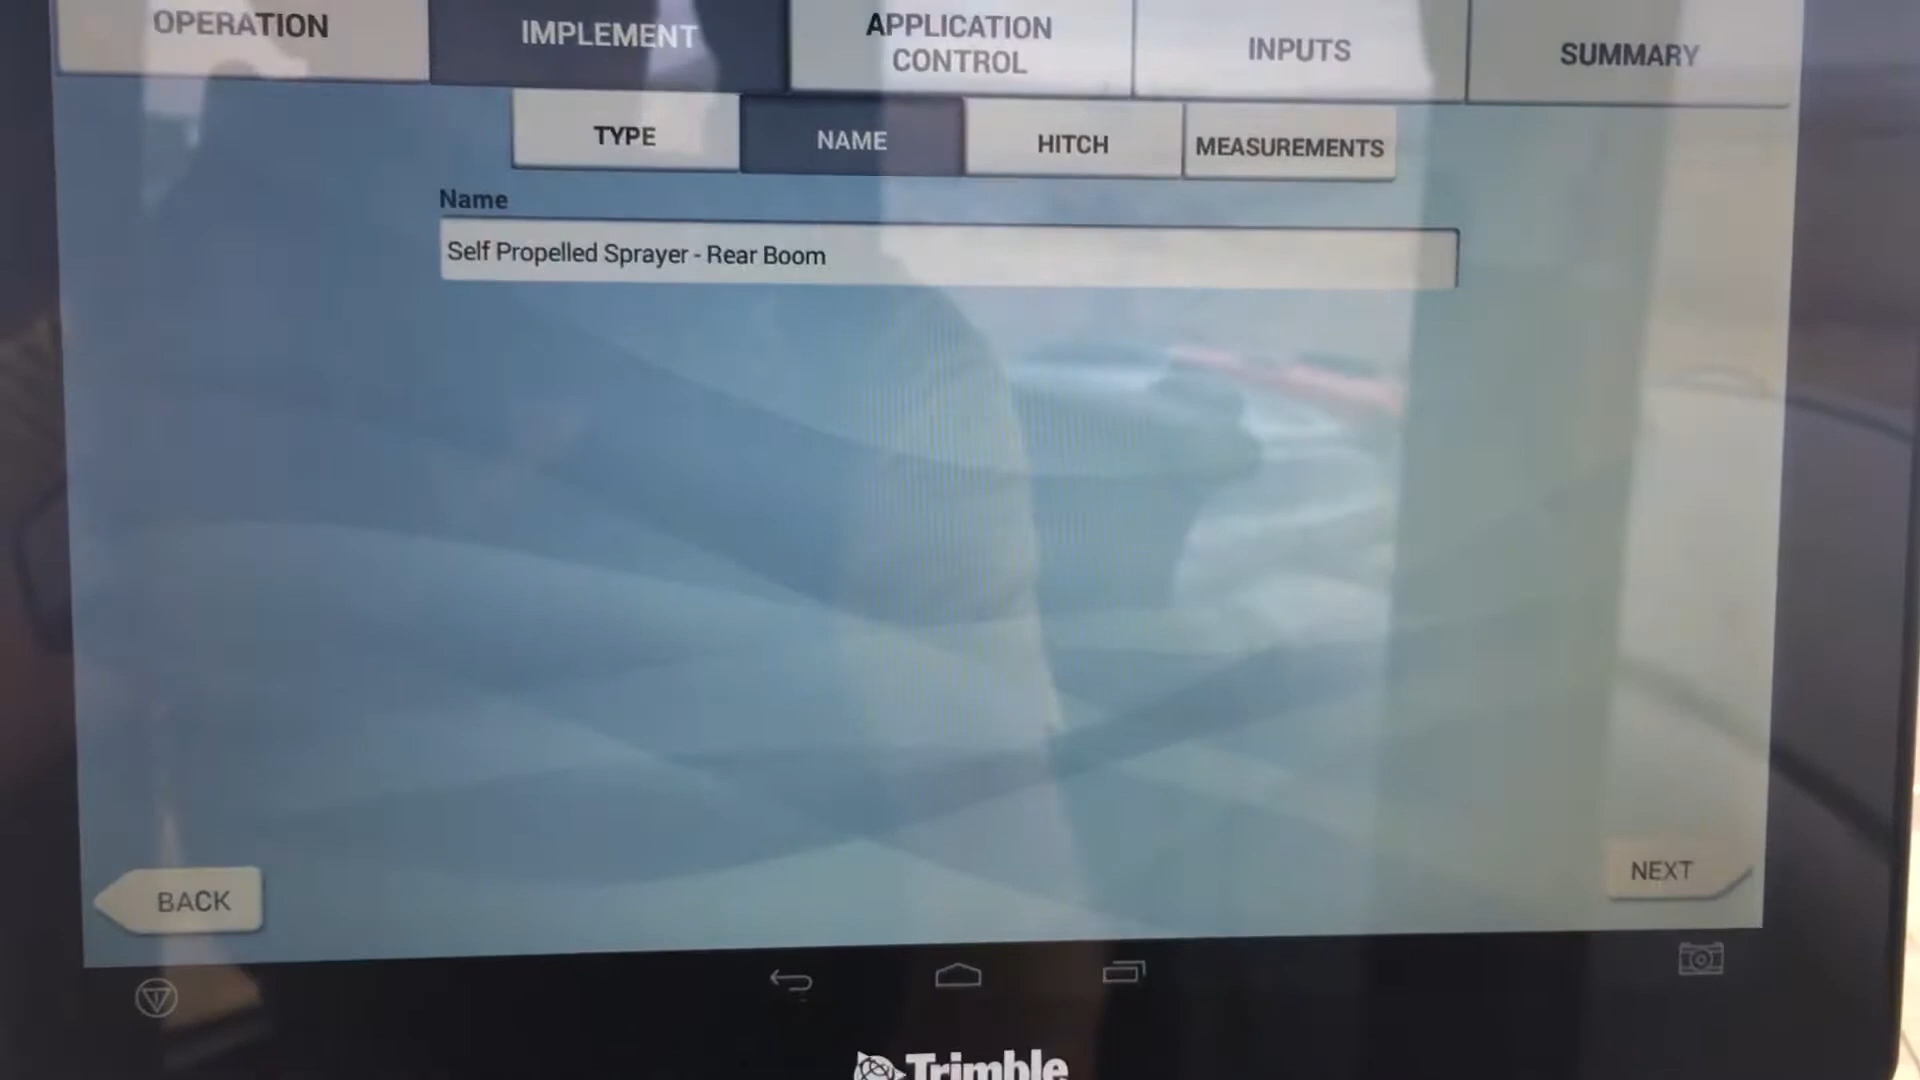 OPERATION
IMPLEMENT
APPLICATION
CONTROL
INPUTS
SUMMARY
TYPE
NAME
HITCH
MEASUREMENTS
Name
Self Propelled Sprayer - Rear Boom
BACK
NEXT
Trimble